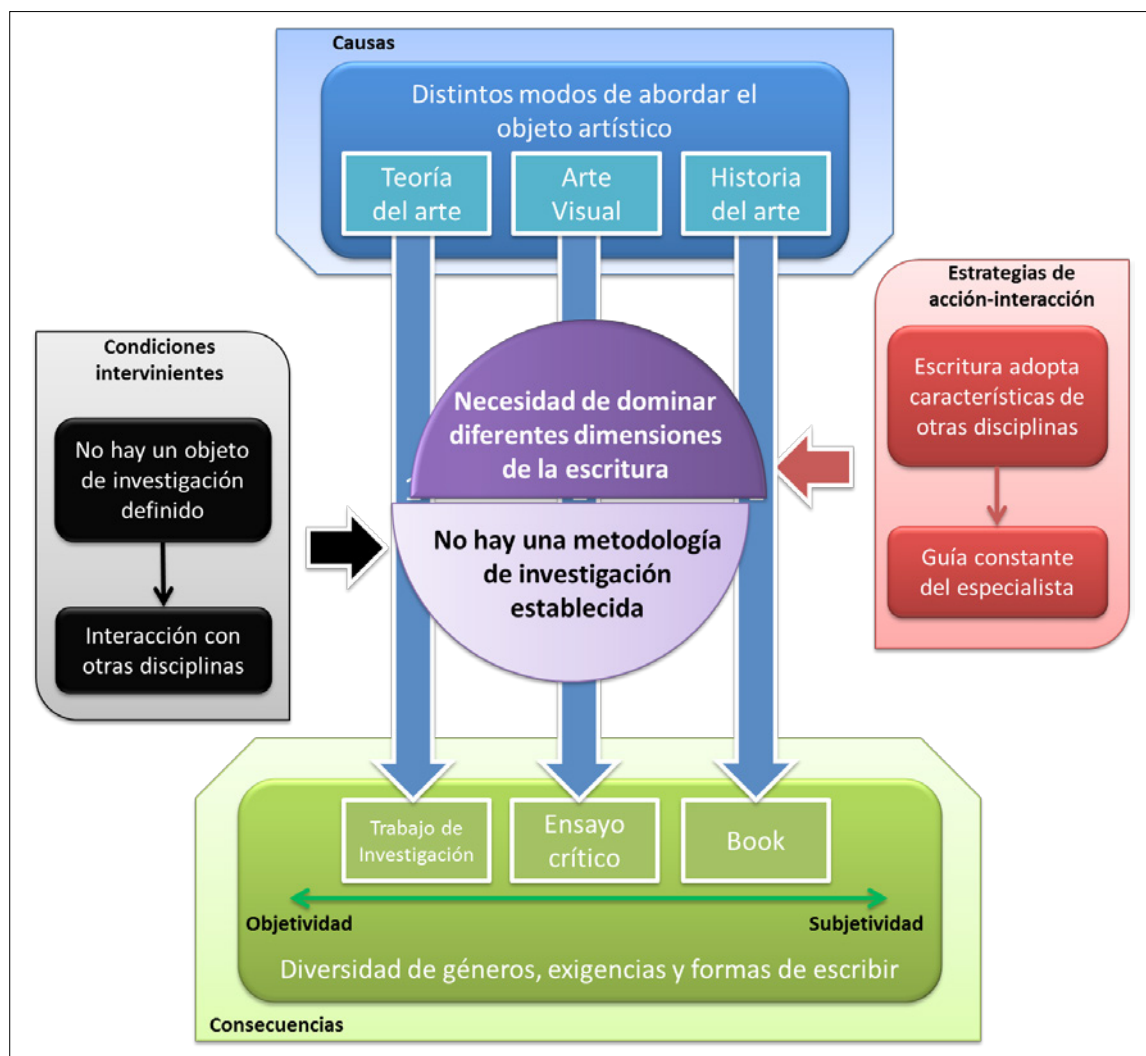 Causas
Distintos modos de abordar el
objeto artístico
Teoría
del arte
Arte
Visual
Historia
del arte
Condiciones
intervinientes
No hay un objeto
de investigación
definido
Interacción con
otras disciplinas
Necesidad de dominar
diferentes dimensiones
de la escritura
No hay una metodología
de investigación
establecida
Estrategias de
acción-interacción
Escritura adopta
características de
otras disciplinas
Guía constante
del especialista
Trabajo de
Investigación
Ensayo
crítico
Book
Objetividad
Subjetividad
Diversidad de géneros, exigencias y formas de escribir
Consecuencias